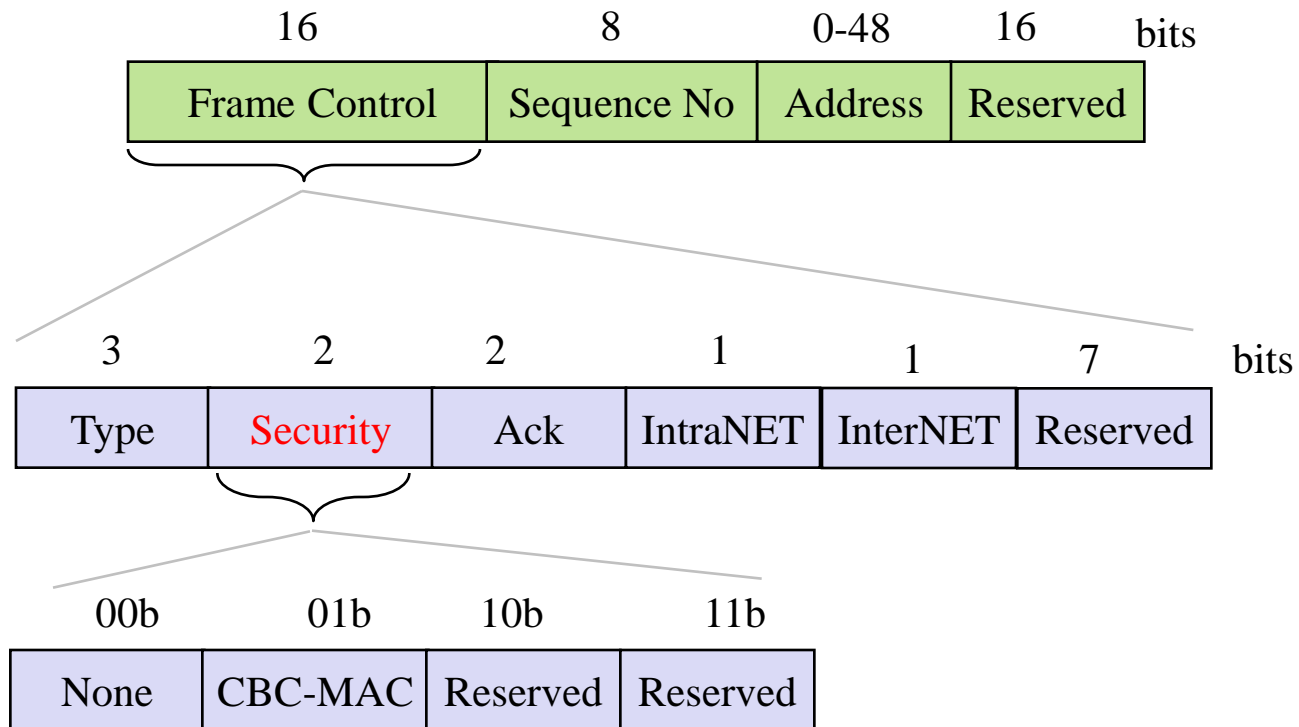 16 8 0-48 16 bits
Frame Control Sequence No Address Reserved
3 2 2 1 1 7 bits
Type Security Ack IntraNET InterNET Reserved
00b 01b 10b 11b
None CBC-MAC Reserved Reserved